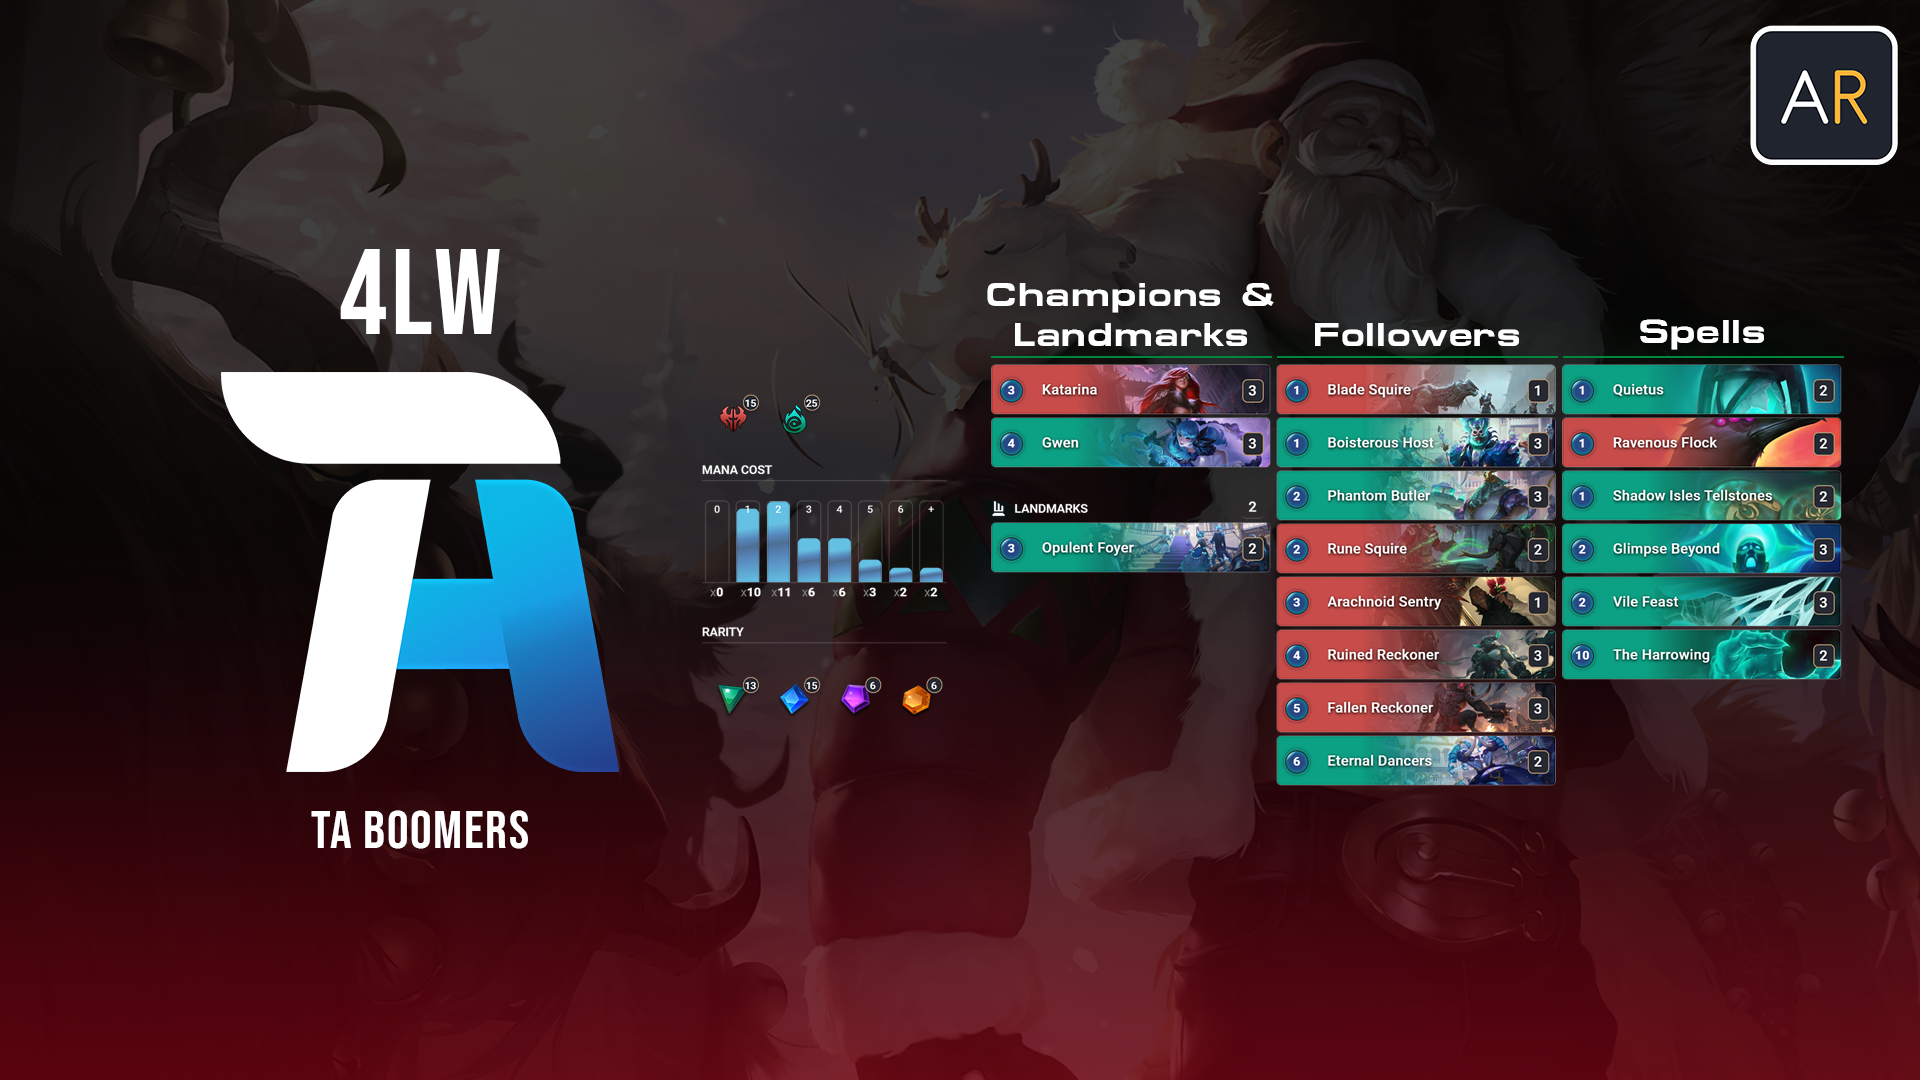 AR
4LW
TA
TA BOOMERS
15
25
MANA COST
0 1 2 3 4 5 6 +
x0 x10 x11 x6 x6 x3 x2 x2
RARITY
13
15
6
6
Champions &
Landmarks
3 Katarina 3
4 Gwen 3
LANDMARKS 2
3 Opulent Foyer 2
Followers
1 Blade Squire 1
1 Boisterous Host 3
2 Phantom Butler 3
2 Rune Squire 2
3 Arachnoid Sentry 1
4 Ruined Reckoner 3
5 Fallen Reckoner 3
6 Eternal Dancers 2
Spells
1 Quietus 2
1 Ravenous Flock 2
1 Shadow Isles Tellstones 2
2 Glimpse Beyond 3
2 Vile Feast 3
10 The Harrowing 2